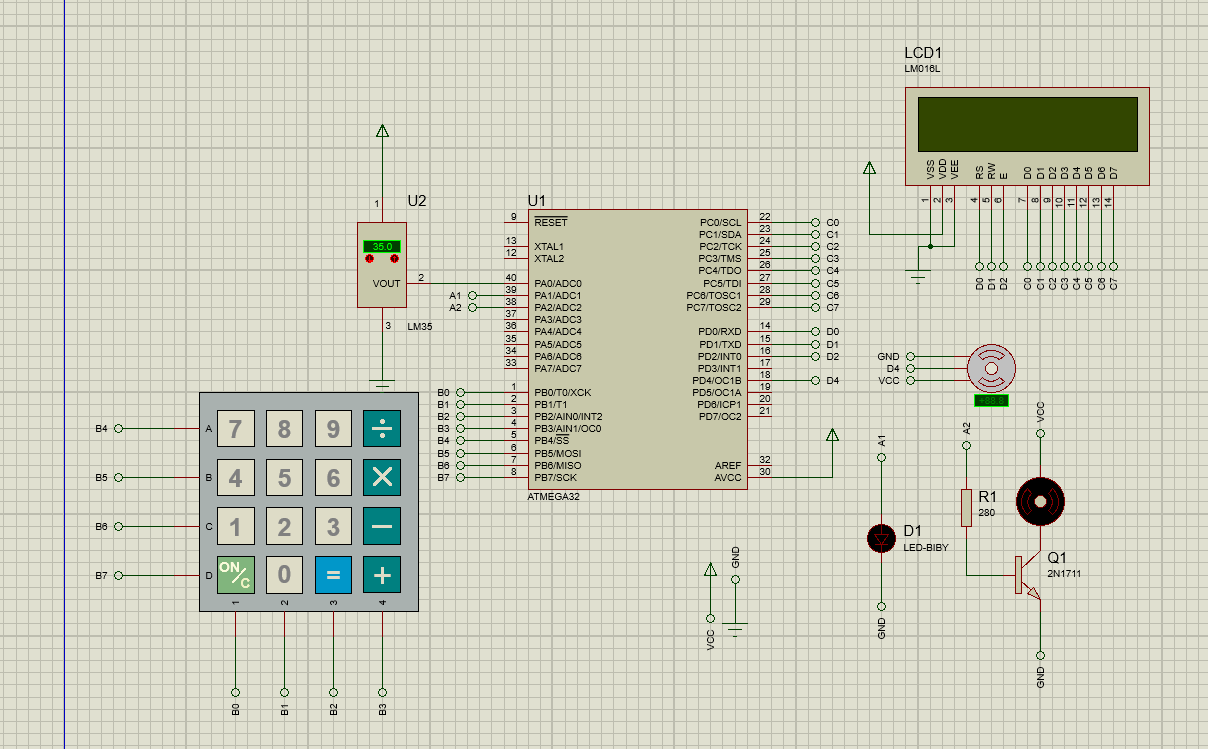 LCD1
LM016L
VSS
VDD
VEE
RS
RW
E
D0
D1
D2
D3
D4
D5
D6
D7
1
2
3
4
5
6
7
8
9
10
11
12
13
14
D0
D1
D2
C0
C1
C2
C3
C4
C5
C6
C7
U2
1
35.0
VOUT
2
3
LM35
U1
9 RESET
13 XTAL1
12 XTAL2
40 PA0/ADC0
A1 39 PA1/ADC1
A2 38 PA2/ADC2
37 PA3/ADC3
36 PA4/ADC4
35 PA5/ADC5
34 PA6/ADC6
33 PA7/ADC7
B0 1 PB0/T0/XCK
B1 2 PB1/T1
B2 3 PB2/AIN0/INT2
B3 4 PB3/AIN1/OC0
B4 5 PB4/SS
B5 6 PB5/MOSI
B6 7 PB6/MISO
B7 8 PB7/SCK
PC0/SCL 22 C0
PC1/SDA 23 C1
PC2/TCK 24 C2
PC3/TMS 25 C3
PC4/TDO 26 C4
PC5/TDI 27 C5
PC6/TOSC1 28 C6
PC7/TOSC2 29 C7
PD0/RXD 14 D0
PD1/TXD 15 D1
PD2/INT0 16 D2
PD3/INT1 17
PD4/OC1B 18 D4
PD5/OC1A 19
PD6/ICP1 20
PD7/OC2 21
AREF 32
AVCC 30
ATMEGA32
GND
D4
VCC
B4 A 7 8 9 ÷
B5 B 4 5 6 ×
B6 C 1 2 3 −
B7 D ON/C 0 = +
1 2 3 4
B0 B1 B2 B3
VCC
GND
A1
D1
LED-BIBY
GND
A2
R1
280
VCC
Q1
2N1711
GND